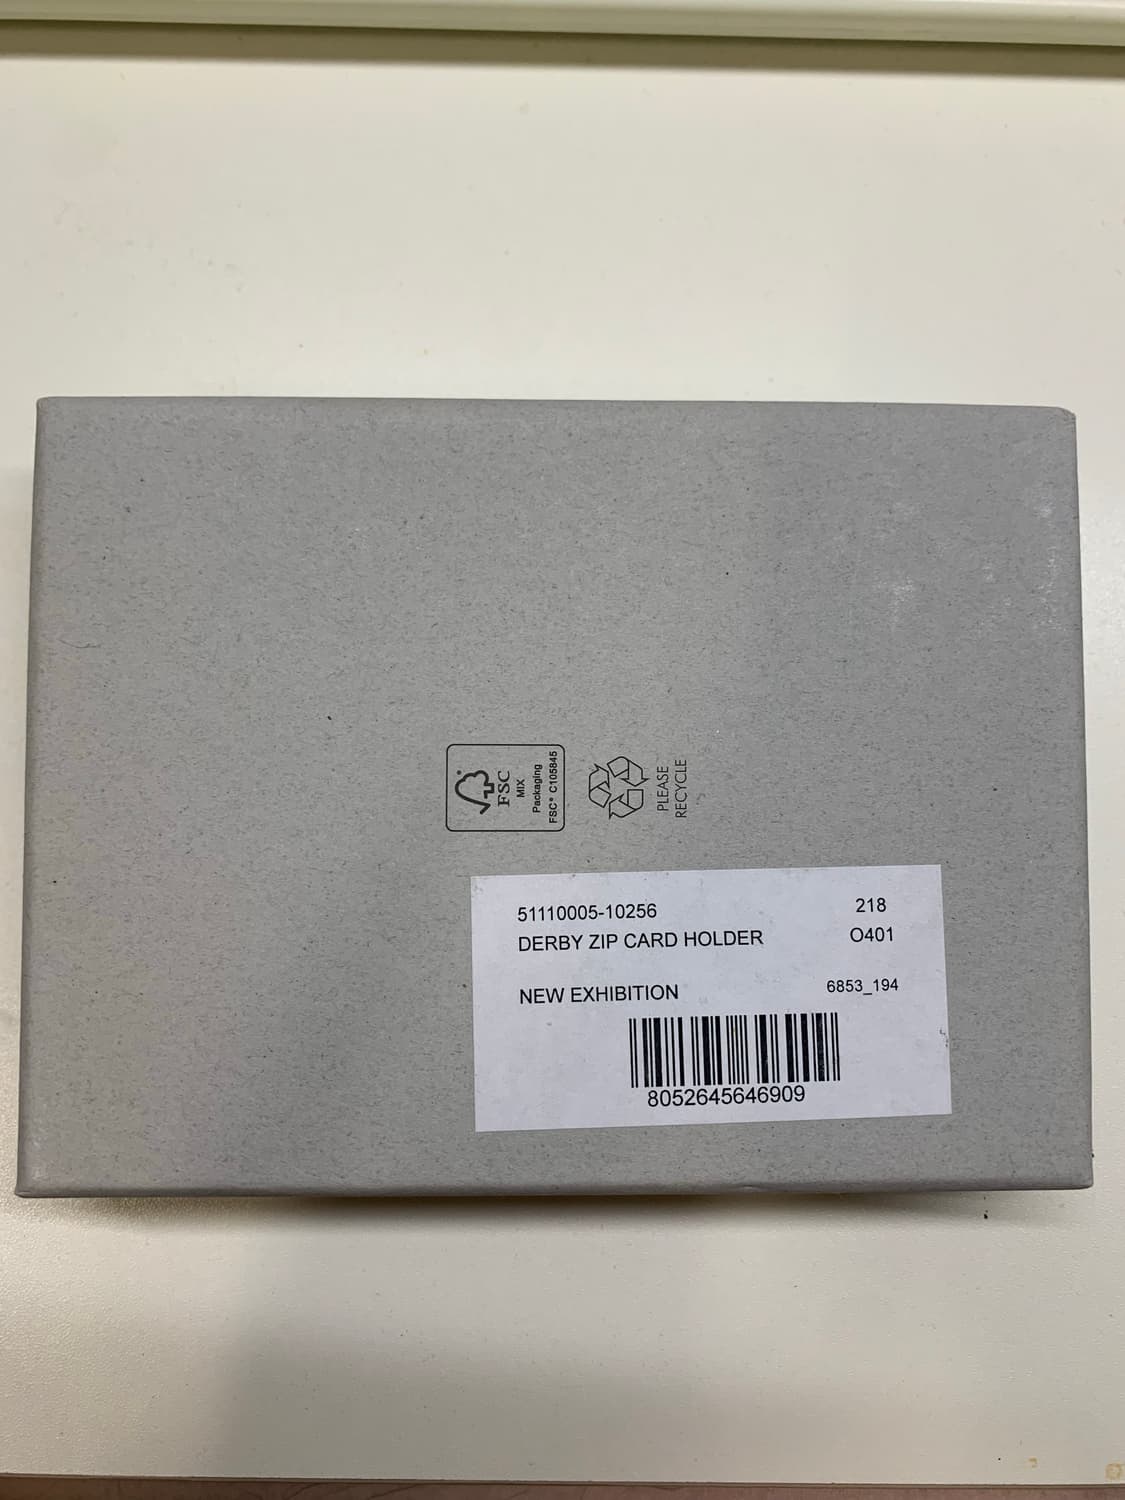 FSC
MIX
Packaging
FSC® C105845
PLEASE
RECYCLE
51110005-10256 218
DERBY ZIP CARD HOLDER O401
NEW EXHIBITION 6853_194
8052645646909